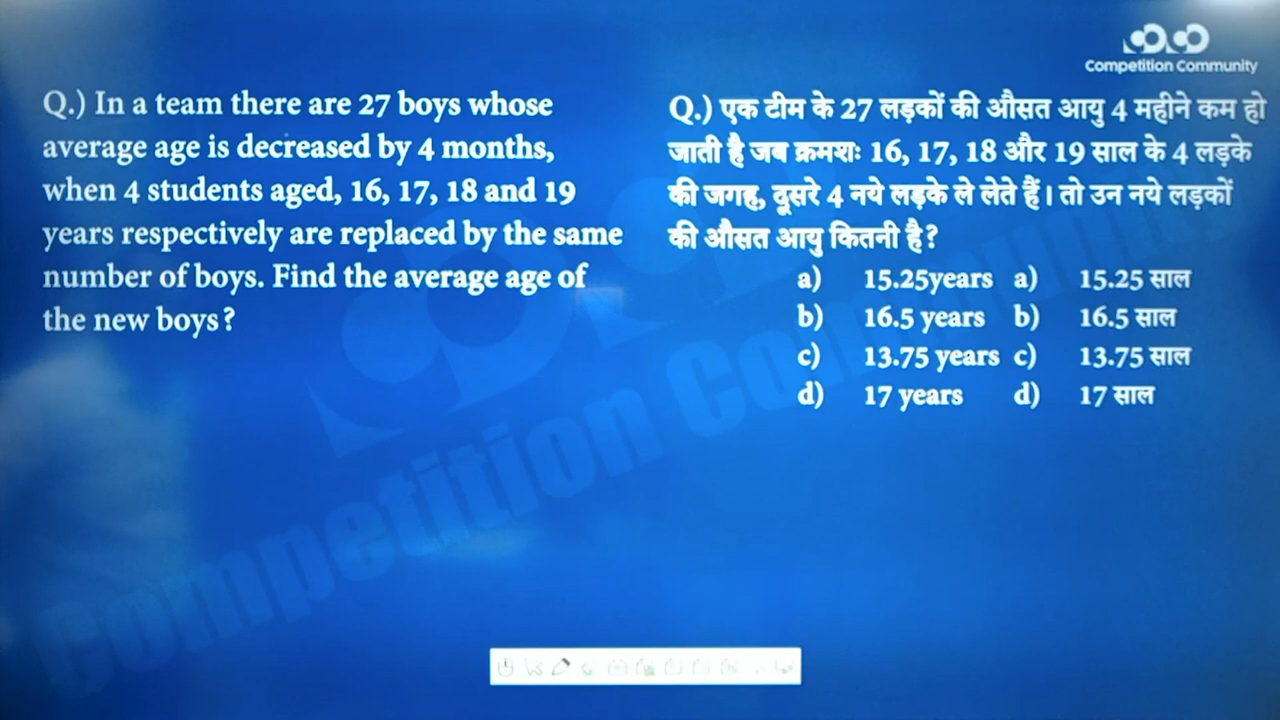 Competition Community
Q.) In a team there are 27 boys whose
average age is decreased by 4 months,
when 4 students aged, 16, 17, 18 and 19
years respectively are replaced by the same
number of boys. Find the average age of
the new boys?
Q.) एक टीम के 27 लड़कों की औसत आयु 4 महीने कम हो
जाती है जब क्रमशः 16, 17, 18 और 19 साल के 4 लड़के
की जगह, दूसरे 4 नये लड़के ले लेते हैं। तो उन नये लड़कों
की औसत आयु कितनी है?
a) 15.25years a) 15.25 साल
b) 16.5 years b) 16.5 साल
c) 13.75 years c) 13.75 साल
d) 17 years d) 17 साल
Competition Community